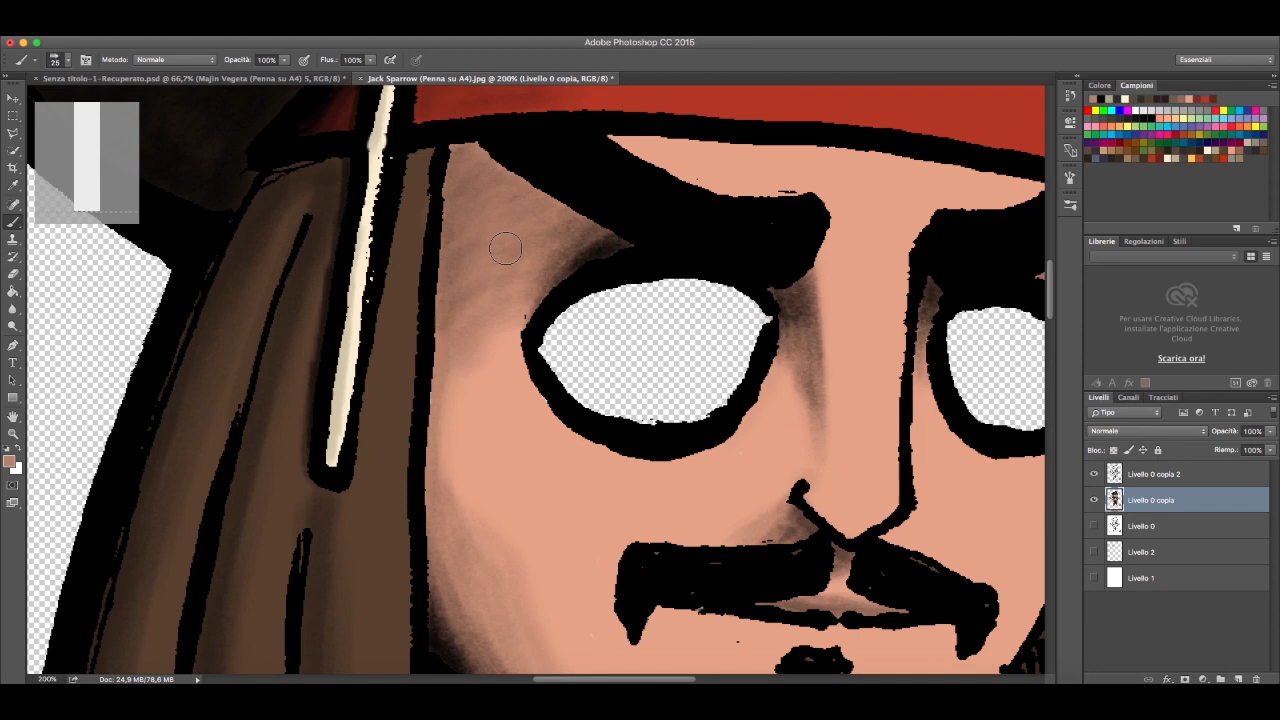 Adobe Photoshop CC 2015
25 Metodo: Normale Opacità: 100% Flus.: 100% Essenziali
Senza titolo-1-Recuperato.psd @ 66,7% (Majin Vegeta (Penna su A4) 5, RGB/8) * Jack Sparrow (Penna su A4).jpg @ 200% (Livello 0 copia, RGB/8) *
Colore Campioni
Librerie Regolazioni Stili
Per usare Creative Cloud Libraries,
installate l'applicazione Creative
Cloud
Scarica ora!
Livelli Canali Tracciati
Tipo
Normale Opacità: 100%
Bloc.: Riemp.: 100%
Livello 0 copia 2
Livello 0 copia
Livello 0
Livello 2
Livello 1
200% Doc: 24,9 MB/78,6 MB